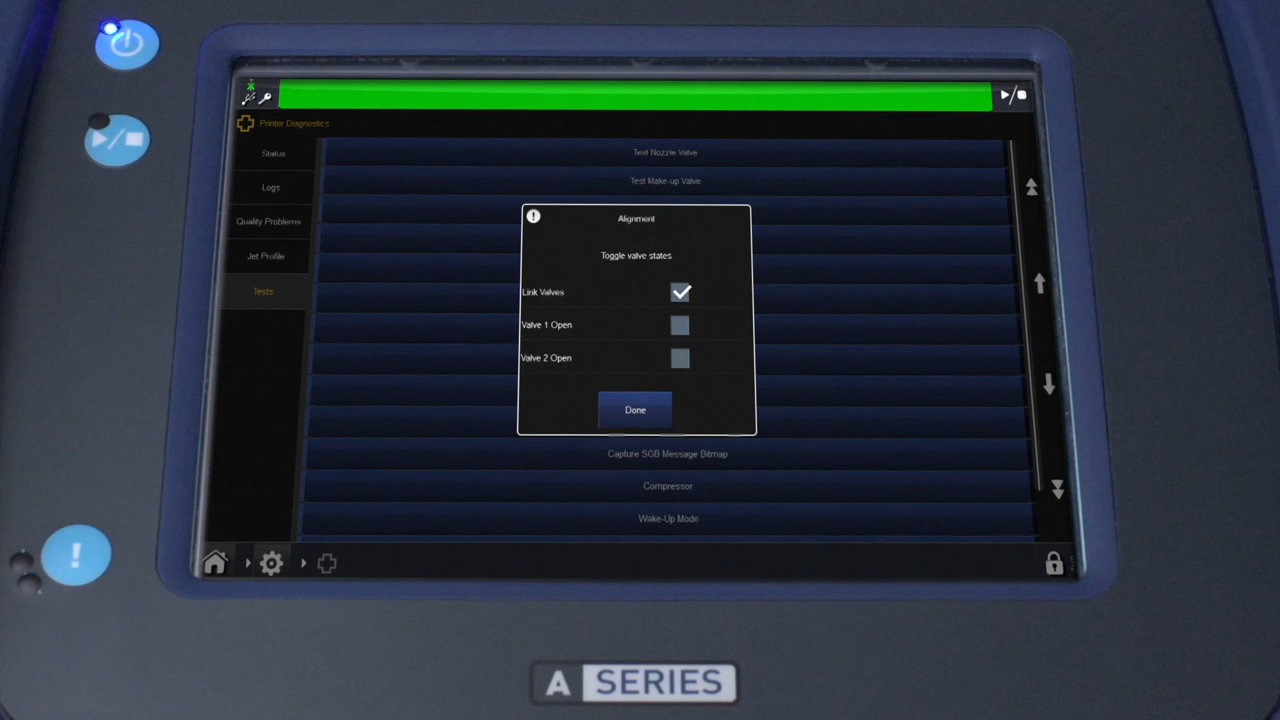 Printer Diagnostics
Status
Logs
Quality Problems
Jet Profile
Tests
Test Nozzle Valve
Test Make-up Valve
Alignment
Toggle valve states
Link Valves
Valve 1 Open
Valve 2 Open
Done
Capture SGB Message Bitmap
Compressor
Wake-Up Mode
A SERIES